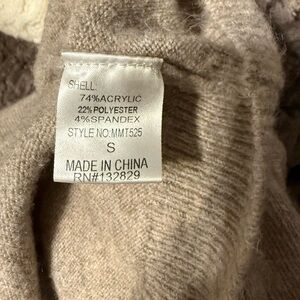 SHELL:
74%ACRYLIC
22%POLYESTER
4%SPANDEX
STYLE NO:MMT525
S
MADE IN CHINA
RN#132829